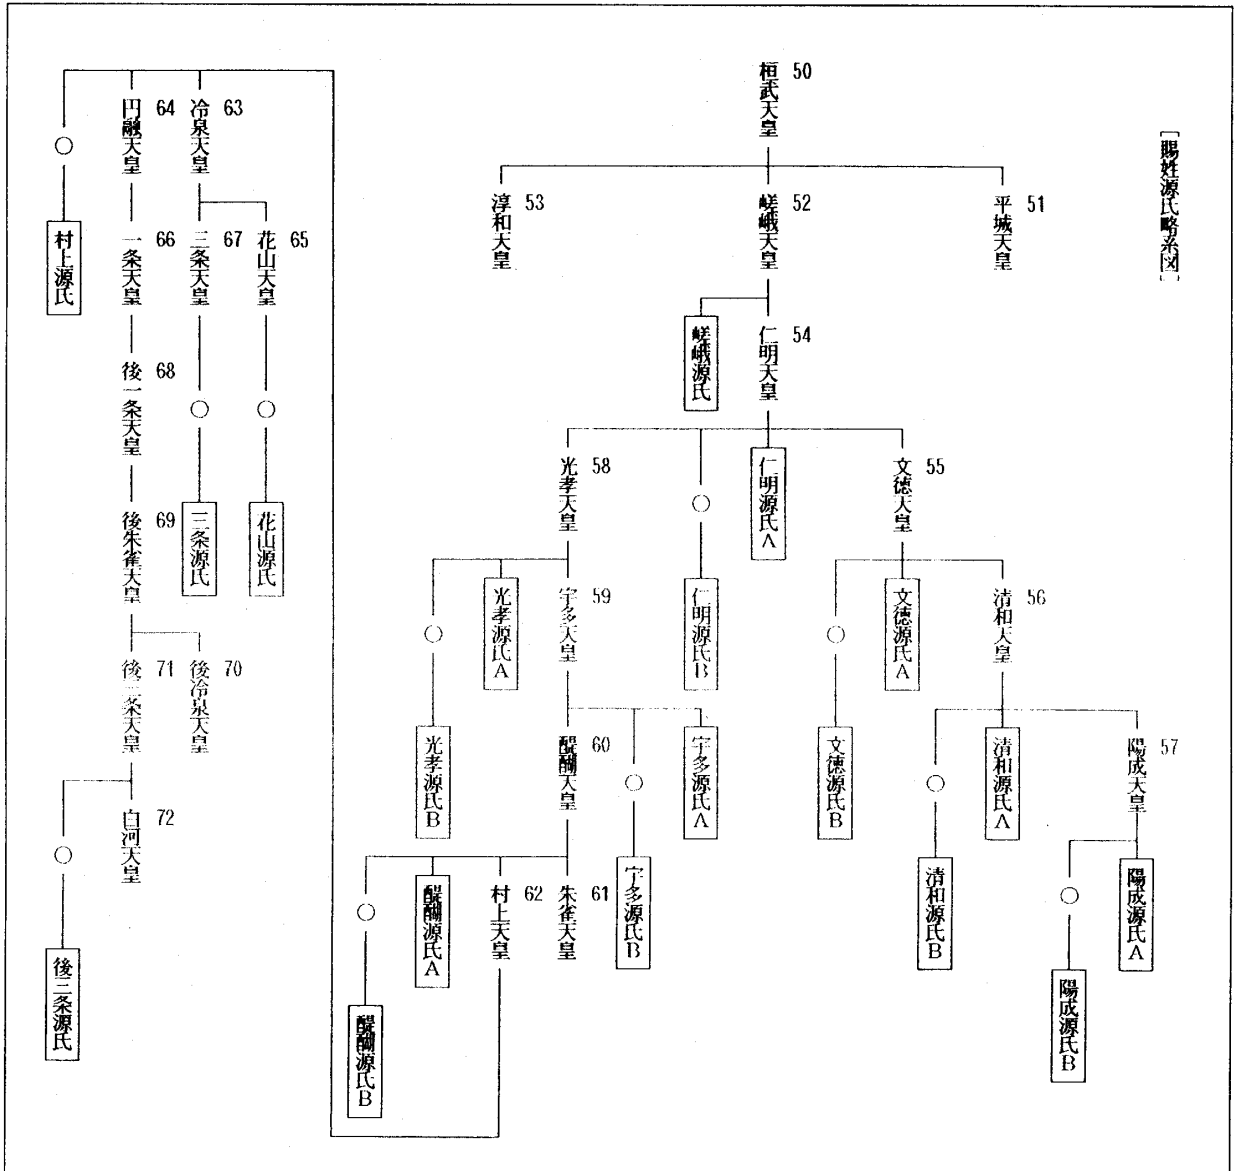 [賜姓源氏略系図]
50
桓武天皇
51
平城天皇
52
嵯峨天皇
53
淳和天皇
54
仁明天皇
嵯峨源氏
55
文徳天皇
仁明源氏A
仁明源氏B
58
光孝天皇
56
清和天皇
文徳源氏A
文徳源氏B
59
宇多天皇
光孝源氏A
光孝源氏B
57
陽成天皇
清和源氏A
清和源氏B
宇多源氏A
宇多源氏B
60
醍醐天皇
陽成源氏A
陽成源氏B
61
朱雀天皇
62
村上天皇
醍醐源氏A
醍醐源氏B
63
冷泉天皇
64
円融天皇
村上源氏
65
花山天皇
67
三条天皇
66
一条天皇
花山源氏
三条源氏
68
後一条天皇
69
後朱雀天皇
70
後冷泉天皇
71
後三条天皇
72
白河天皇
後三条源氏